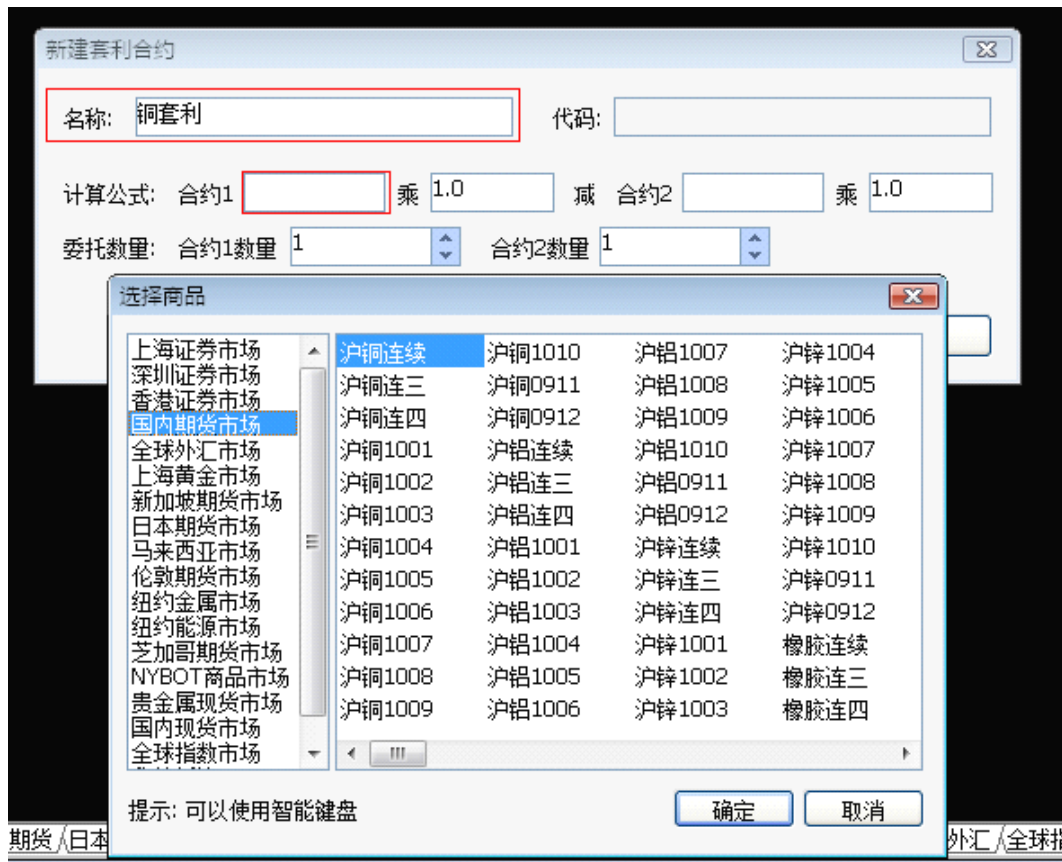 新建套利合约
名称: 铜套利 代码:
计算公式: 合约1 乘 1.0 减 合约2 乘 1.0
委托数量: 合约1数量 1 合约2数量 1
选择商品
上海证券市场
深圳证券市场
香港证券市场
国内期货市场
全球外汇市场
上海黄金市场
新加坡期货市场
日本期货市场
马来西亚市场
伦敦期货市场
纽约金属市场
纽约能源市场
芝加哥期货市场
NYBOT商品市场
贵金属现货市场
国内现货市场
全球指数市场
沪铜连续 沪铜1010 沪铝1007 沪锌1004
沪铜连三 沪铜0911 沪铝1008 沪锌1005
沪铜连四 沪铜0912 沪铝1009 沪锌1006
沪铜1001 沪铝连续 沪铝1010 沪锌1007
沪铜1002 沪铝连三 沪铝0911 沪锌1008
沪铜1003 沪铝连四 沪铝0912 沪锌1009
沪铜1004 沪铝1001 沪锌连续 沪锌1010
沪铜1005 沪铝1002 沪锌连三 沪锌0911
沪铜1006 沪铝1003 沪锌连四 沪锌0912
沪铜1007 沪铝1004 沪锌1001 橡胶连续
沪铜1008 沪铝1005 沪锌1002 橡胶连三
沪铜1009 沪铝1006 沪锌1003 橡胶连四
提示: 可以使用智能键盘 确定 取消
期货 日本 外汇 全球指